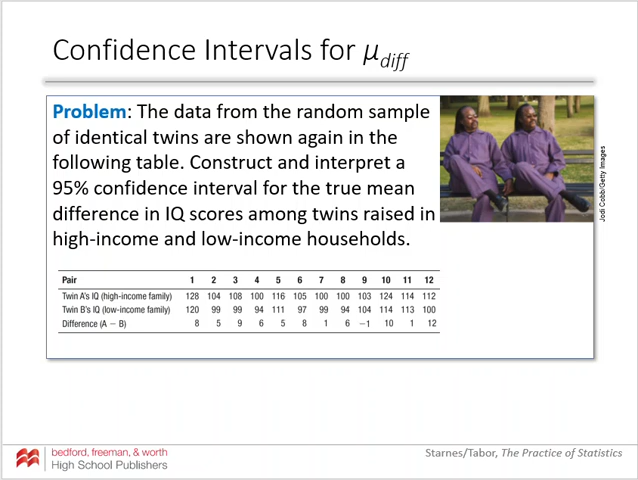 Confidence Intervals for μdiff
Problem: The data from the random sample
of identical twins are shown again in the
following table. Construct and interpret a
95% confidence interval for the true mean
difference in IQ scores among twins raised in
high-income and low-income households.
Jodi Cobb/Getty Images
Pair 1 2 3 4 5 6 7 8 9 10 11 12
Twin A's IQ (high-income family) 128 104 108 100 116 105 100 100 103 124 114 112
Twin B's IQ (low-income family) 120 99 99 94 111 97 99 94 104 114 113 100
Difference (A − B) 8 5 9 6 5 8 1 6 −1 10 1 12
bedford, freeman, & worth
High School Publishers
Starnes/Tabor, The Practice of Statistics